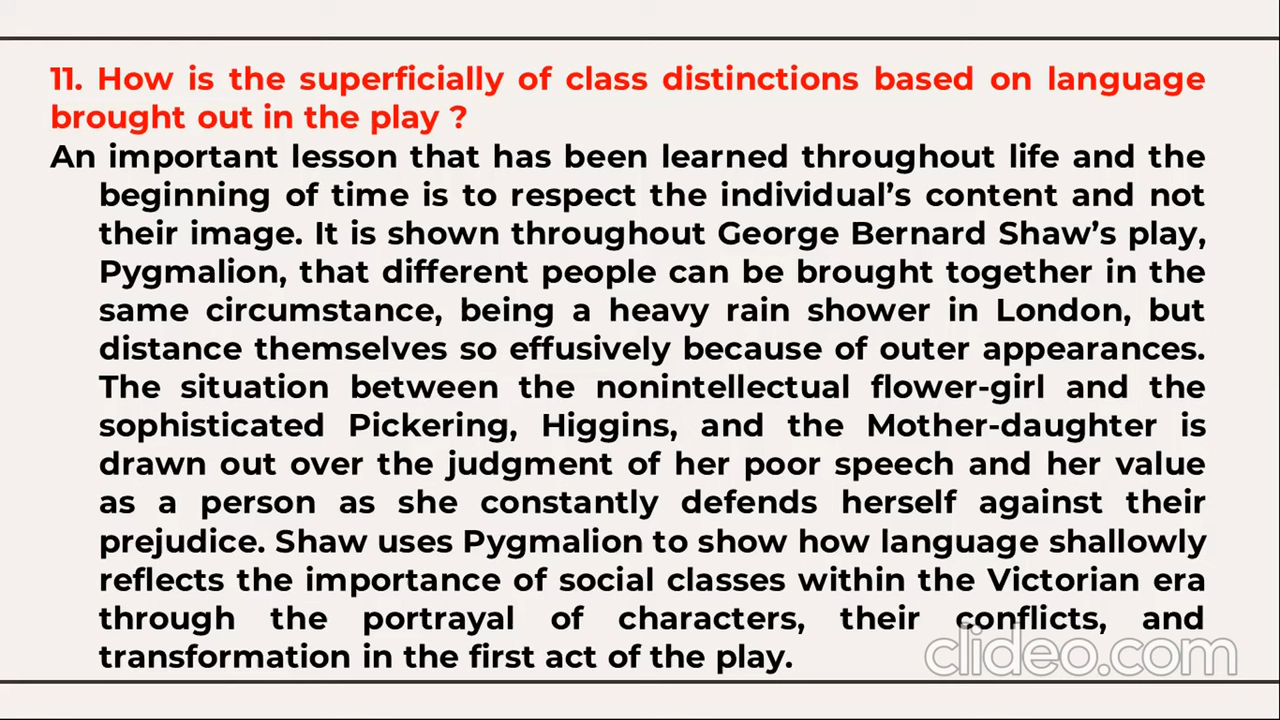 11. How is the superficially of class distinctions based on language
brought out in the play ?
An important lesson that has been learned throughout life and the
beginning of time is to respect the individual’s content and not
their image. It is shown throughout George Bernard Shaw’s play,
Pygmalion, that different people can be brought together in the
same circumstance, being a heavy rain shower in London, but
distance themselves so effusively because of outer appearances.
The situation between the nonintellectual flower-girl and the
sophisticated Pickering, Higgins, and the Mother-daughter is
drawn out over the judgment of her poor speech and her value
as a person as she constantly defends herself against their
prejudice. Shaw uses Pygmalion to show how language shallowly
reflects the importance of social classes within the Victorian era
through the portrayal of characters, their conflicts, and
transformation in the first act of the play.
clideo.com